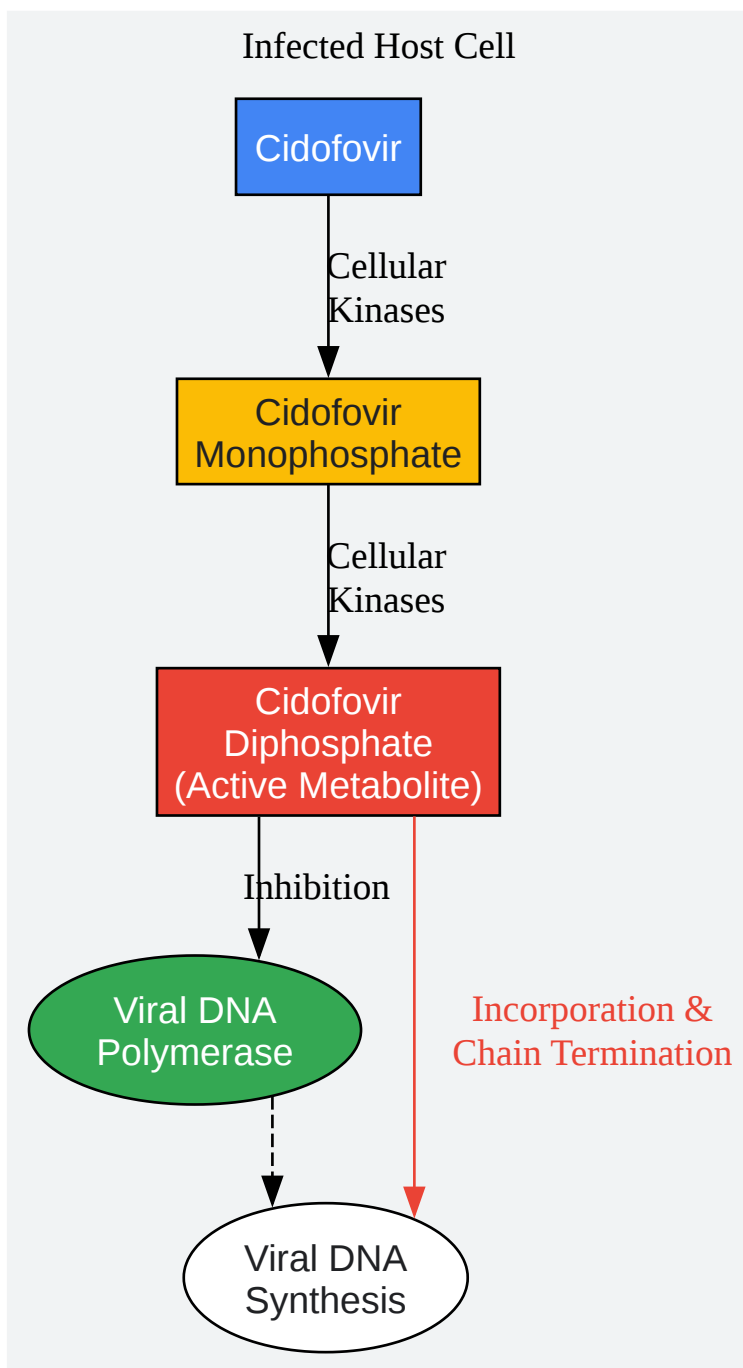 Infected Host Cell
Cidofovir
Cellular
Kinases
Cidofovir
Monophosphate
Cellular
Kinases
Cidofovir
Diphosphate
(Active Metabolite)
Inhibition
Viral DNA
Polymerase
Incorporation &
Chain Termination
Viral DNA
Synthesis